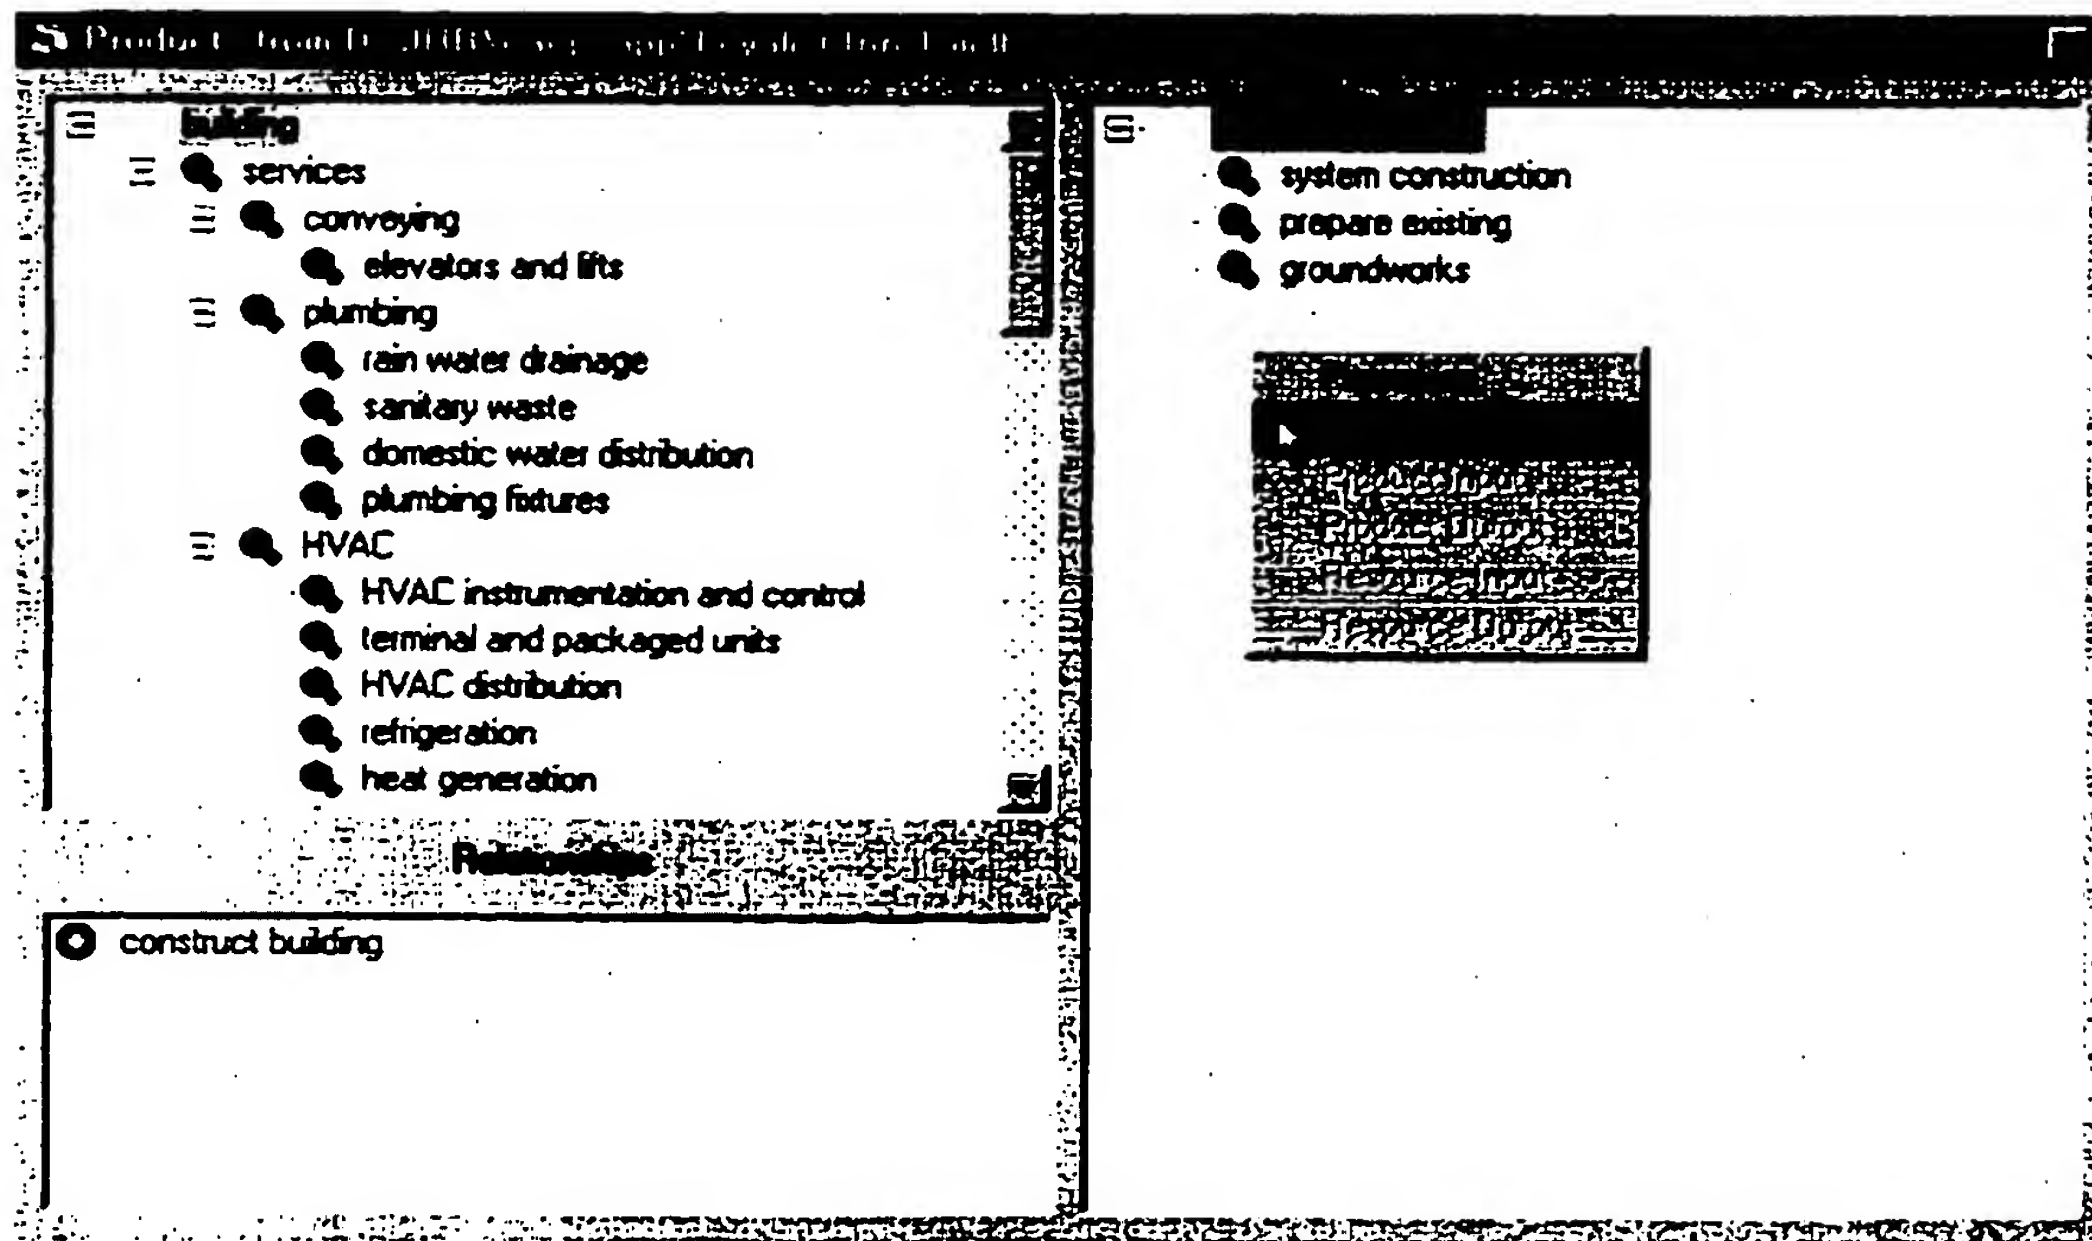 building
services
conveying
elevators and lifts
plumbing
rain water drainage
sanitary waste
domestic water distribution
plumbing fixtures
HVAC
HVAC instrumentation and control
terminal and packaged units
HVAC distribution
refrigeration
heat generation
Relationships
construct building
system construction
prepare existing
groundworks
Resource Inputs